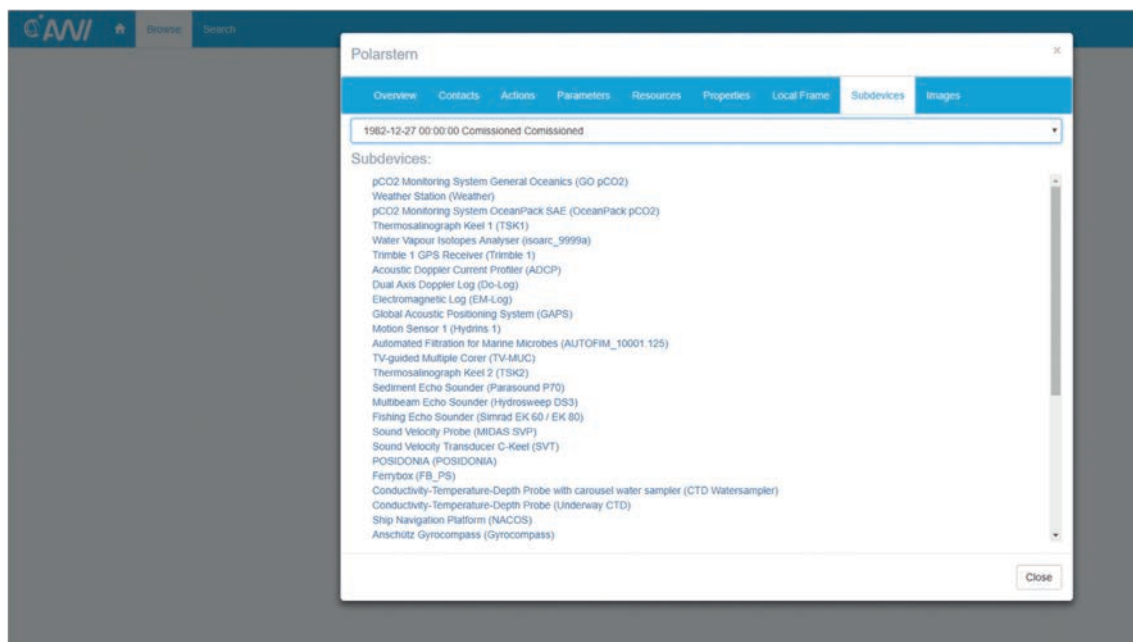 AWI Browse Search
Polarstern ×
Overview Contacts Actions Parameters Resources Properties Local Frame Subdevices Images
1982-12-27 00:00:00 Comissioned Comissioned
Subdevices:
pCO2 Monitoring System General Oceanics (GO pCO2)
Weather Station (Weather)
pCO2 Monitoring System OceanPack SAE (OceanPack pCO2)
Thermosalinograph Keel 1 (TSK1)
Water Vapour Isotopes Analyser (isoarc_9999a)
Trimble 1 GPS Receiver (Trimble 1)
Acoustic Doppler Current Profiler (ADCP)
Dual Axis Doppler Log (Do-Log)
Electromagnetic Log (EM-Log)
Global Acoustic Positioning System (GAPS)
Motion Sensor 1 (Hydrins 1)
Automated Filtration for Marine Microbes (AUTOFIM_10001.125)
TV-guided Multiple Corer (TV-MUC)
Thermosalinograph Keel 2 (TSK2)
Sediment Echo Sounder (Parasound P70)
Multibeam Echo Sounder (Hydrosweep DS3)
Fishing Echo Sounder (Simrad EK 60 / EK 80)
Sound Velocity Probe (MIDAS SVP)
Sound Velocity Transducer C-Keel (SVT)
POSIDONIA (POSIDONIA)
Ferrybox (FB_PS)
Conductivity-Temperature-Depth Probe with carousel water sampler (CTD Watersampler)
Conductivity-Temperature-Depth Probe (Underway CTD)
Ship Navigation Platform (NACOS)
Anschütz Gyrocompass (Gyrocompass)
Close